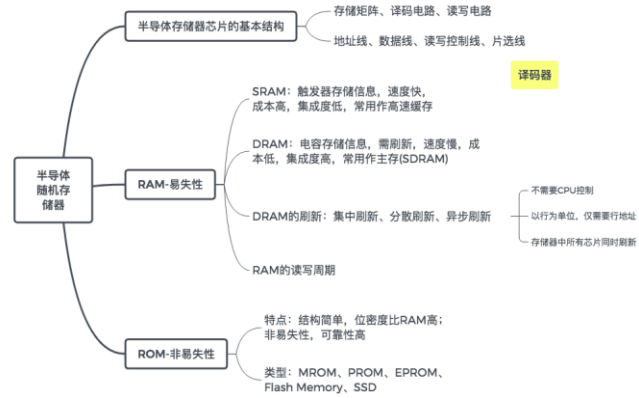 半导体随机存储器
半导体存储器芯片的基本结构
存储矩阵、译码电路、读写电路
地址线、数据线、读写控制线、片选线
译码器
RAM-易失性
SRAM：触发器存储信息，速度快，
成本高，集成度低，常用作高速缓存
DRAM：电容存储信息，需刷新，速度慢，成
本低，集成度高，常用作主存(SDRAM)
DRAM的刷新：集中刷新、分散刷新、异步刷新
不需要CPU控制
以行为单位，仅需要行地址
存储器中所有芯片同时刷新
RAM的读写周期
ROM-非易失性
特点：结构简单，位密度比RAM高；
非易失性，可靠性高
类型：MROM、PROM、EPROM、
Flash Memory、SSD